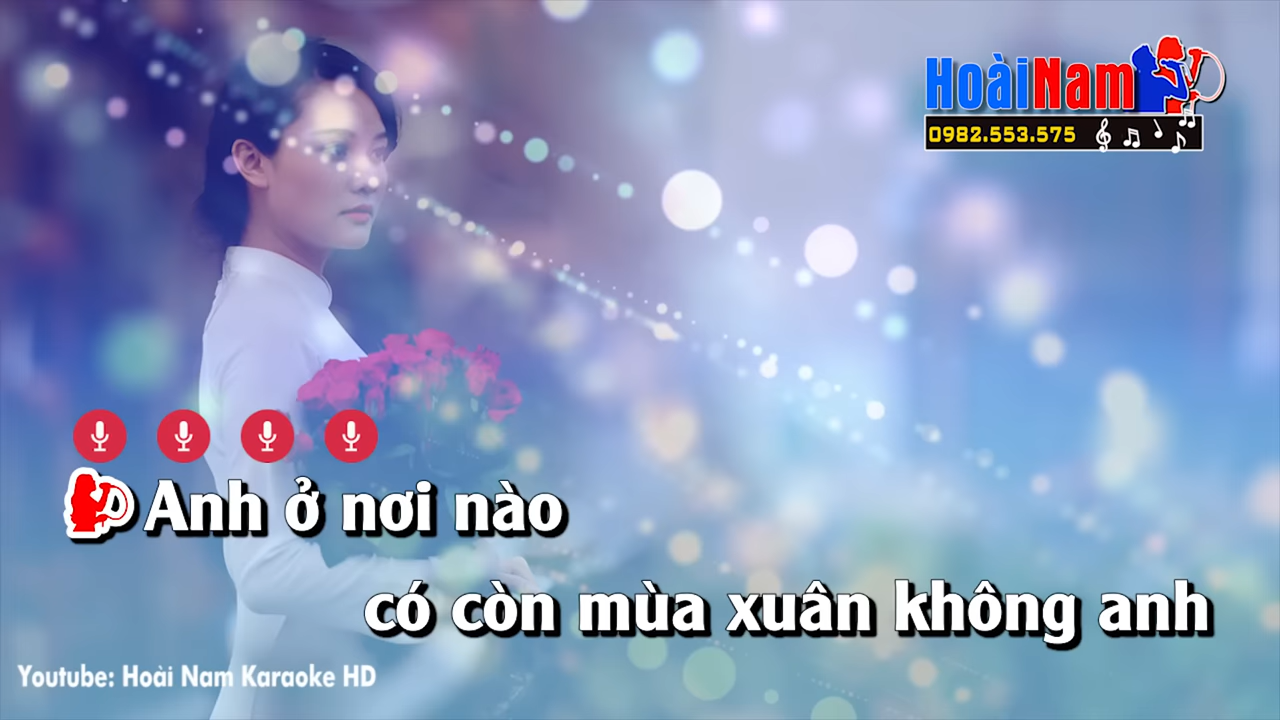 HoàiNam
0982.553.575
Anh ở nơi nào
có còn mùa xuân không anh
Youtube: Hoài Nam Karaoke HD